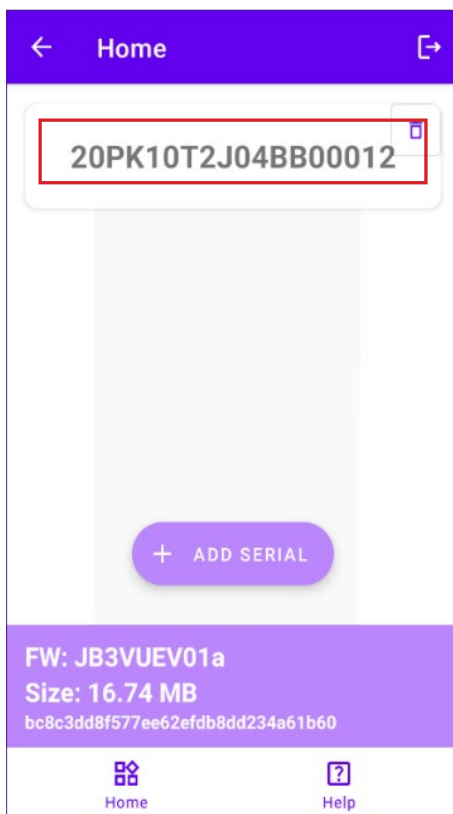 Home
20PK10T2J04BB00012
+ ADD SERIAL
FW: JB3VUEV01a
Size: 16.74 MB
bc8c3dd8f577ee62efdb8dd234a61b60
Home Help